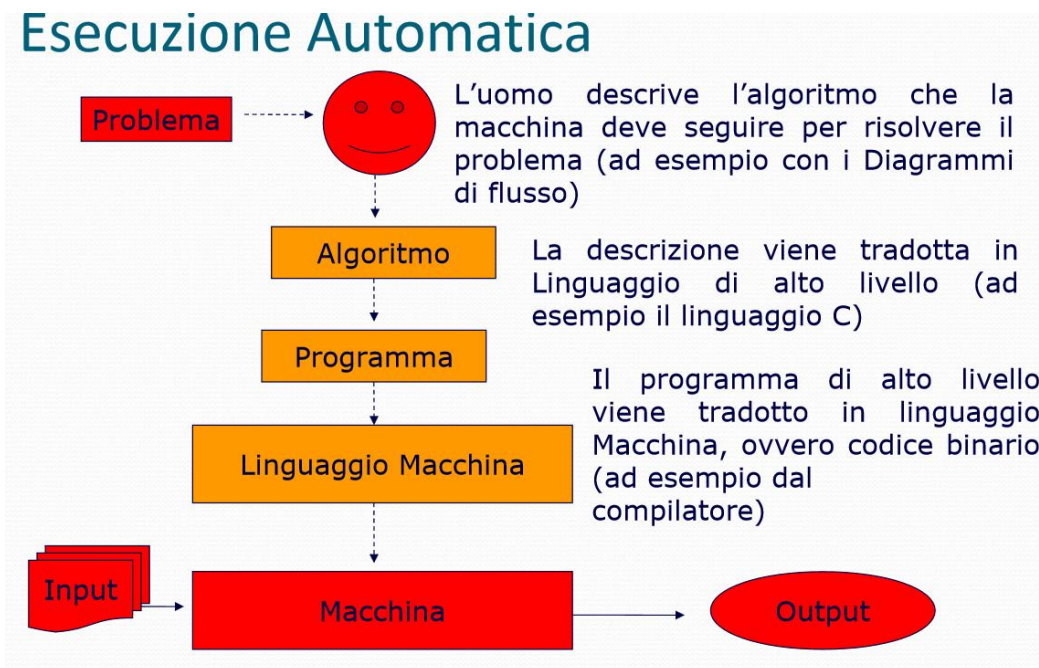 Esecuzione Automatica
Problema
L'uomo descrive l'algoritmo che la
macchina deve seguire per risolvere il
problema (ad esempio con i Diagrammi
di flusso)
Algoritmo
La descrizione viene tradotta in
Linguaggio di alto livello (ad
esempio il linguaggio C)
Programma
Il programma di alto livello
viene tradotto in linguaggio
Macchina, ovvero codice binario
(ad esempio dal
compilatore)
Linguaggio Macchina
Input
Macchina
Output